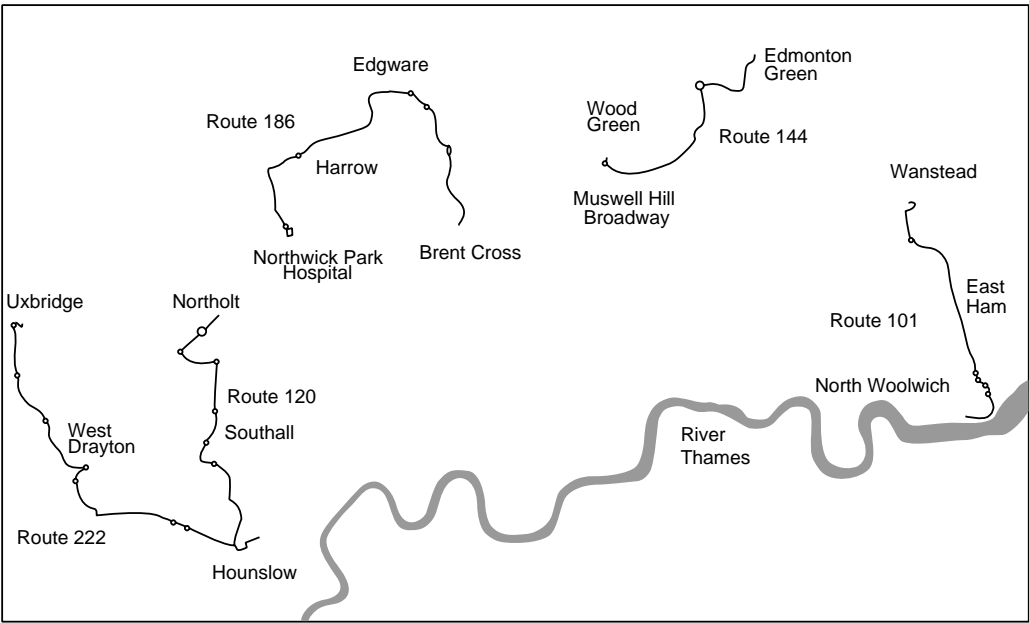 Edgware
Edmonton
Green
Wood
Green
Route 186
Route 144
Harrow
Wanstead
Muswell Hill
Broadway
Northwick Park
Hospital
Brent Cross
Uxbridge
Northolt
East
Ham
Route 101
North Woolwich
Route 120
West
Drayton
Southall
River
Thames
Route 222
Hounslow